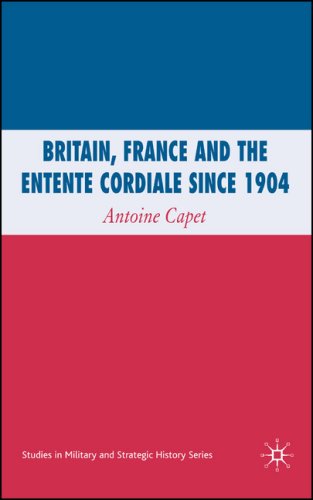 BRITAIN, FRANCE AND THE
ENTENTE CORDIALE SINCE 1904
Antoine Capet
Studies in Military and Strategic History Series